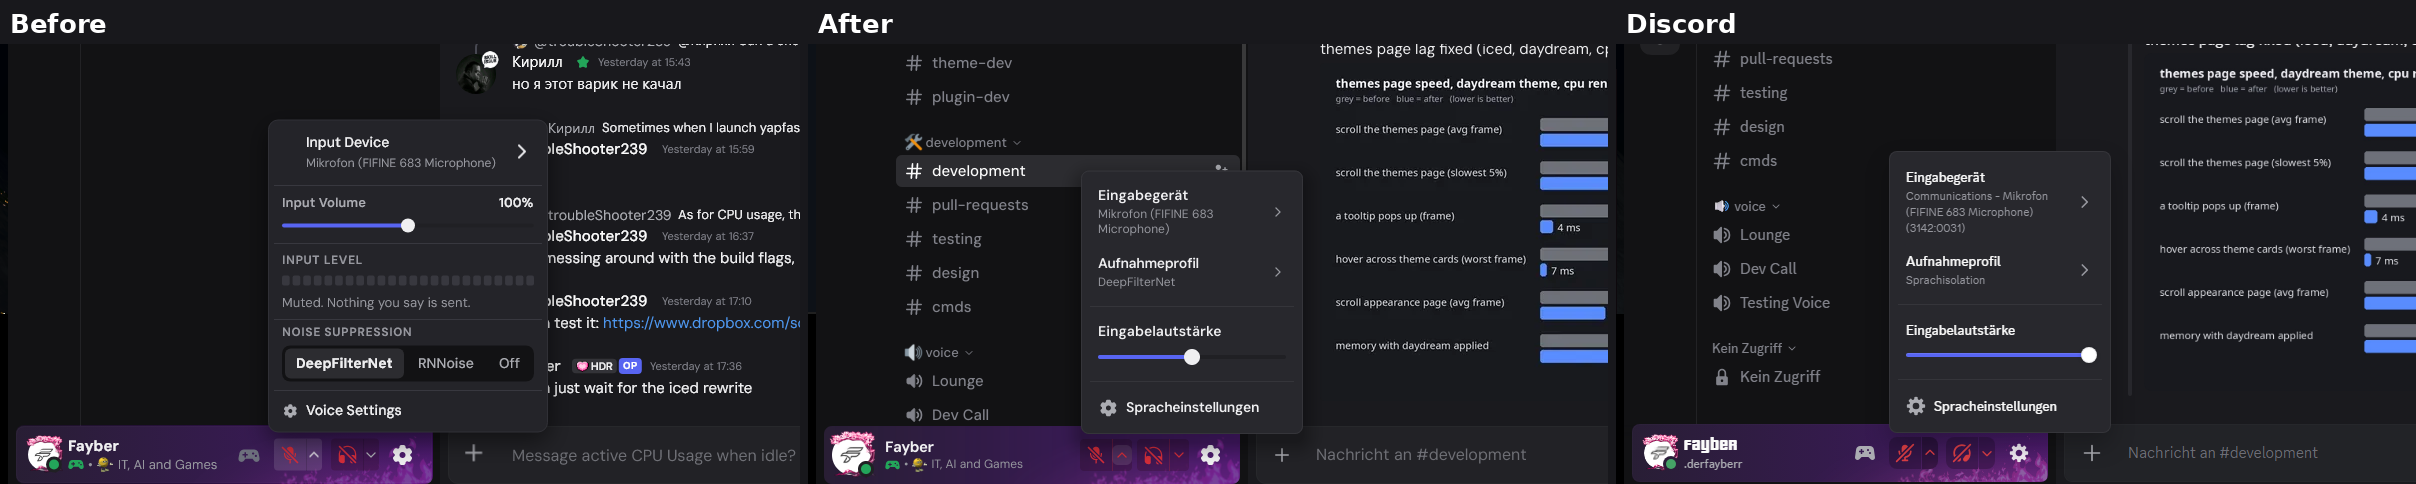 Before
@troubleShooter239
Кирилл Yesterday at 15:43
но я этот варик не качал
Кирилл Sometimes when I launch yapfas
bleShooter239 Yesterday at 15:59
troubleShooter239 As for CPU usage, th
bleShooter239 Yesterday at 16:37
messing around with the build flags,
bleShooter239 Yesterday at 17:10
test it: https://www.dropbox.com/s
er HDR OP Yesterday at 17:36
just wait for the iced rewrite
Input Device
Mikrofon (FIFINE 683 Microphone)
Input Volume 100%
INPUT LEVEL
Muted. Nothing you say is sent.
NOISE SUPPRESSION
DeepFilterNet RNNoise Off
Voice Settings
Fayber
• IT, AI and Games
Message active CPU Usage when idle?
After
# theme-dev
# plugin-dev
development
# development
# pull-requests
# testing
# design
# cmds
voice
Lounge
Dev Call
themes page lag fixed (iced, daydream, cp
themes page speed, daydream theme, cpu ren
grey = before blue = after (lower is better)
scroll the themes page (avg frame)
scroll the themes page (slowest 5%)
a tooltip pops up (frame)
4 ms
hover across theme cards (worst frame)
7 ms
scroll appearance page (avg frame)
memory with daydream applied
Eingabegerät
Mikrofon (FIFINE 683
Microphone)
Aufnahmeprofil
DeepFilterNet
Eingabelautstärke
Spracheinstellungen
Fayber
• IT, AI and Games
Nachricht an #development
Discord
# pull-requests
# testing
# design
# cmds
voice
Lounge
Dev Call
Testing Voice
Kein Zugriff
Kein Zugriff
themes page speed, daydream theme, cpu r
grey = before blue = after (lower is better)
scroll the themes page (avg frame)
scroll the themes page (slowest 5%)
a tooltip pops up (frame)
4 ms
hover across theme cards (worst frame)
7 ms
scroll appearance page (avg frame)
memory with daydream applied
Eingabegerät
Communications - Mikrofon
(FIFINE 683 Microphone)
(3142:0031)
Aufnahmeprofil
Sprachisolation
Eingabelautstärke
Spracheinstellungen
Fayber
.derfayberr
Nachricht an #development